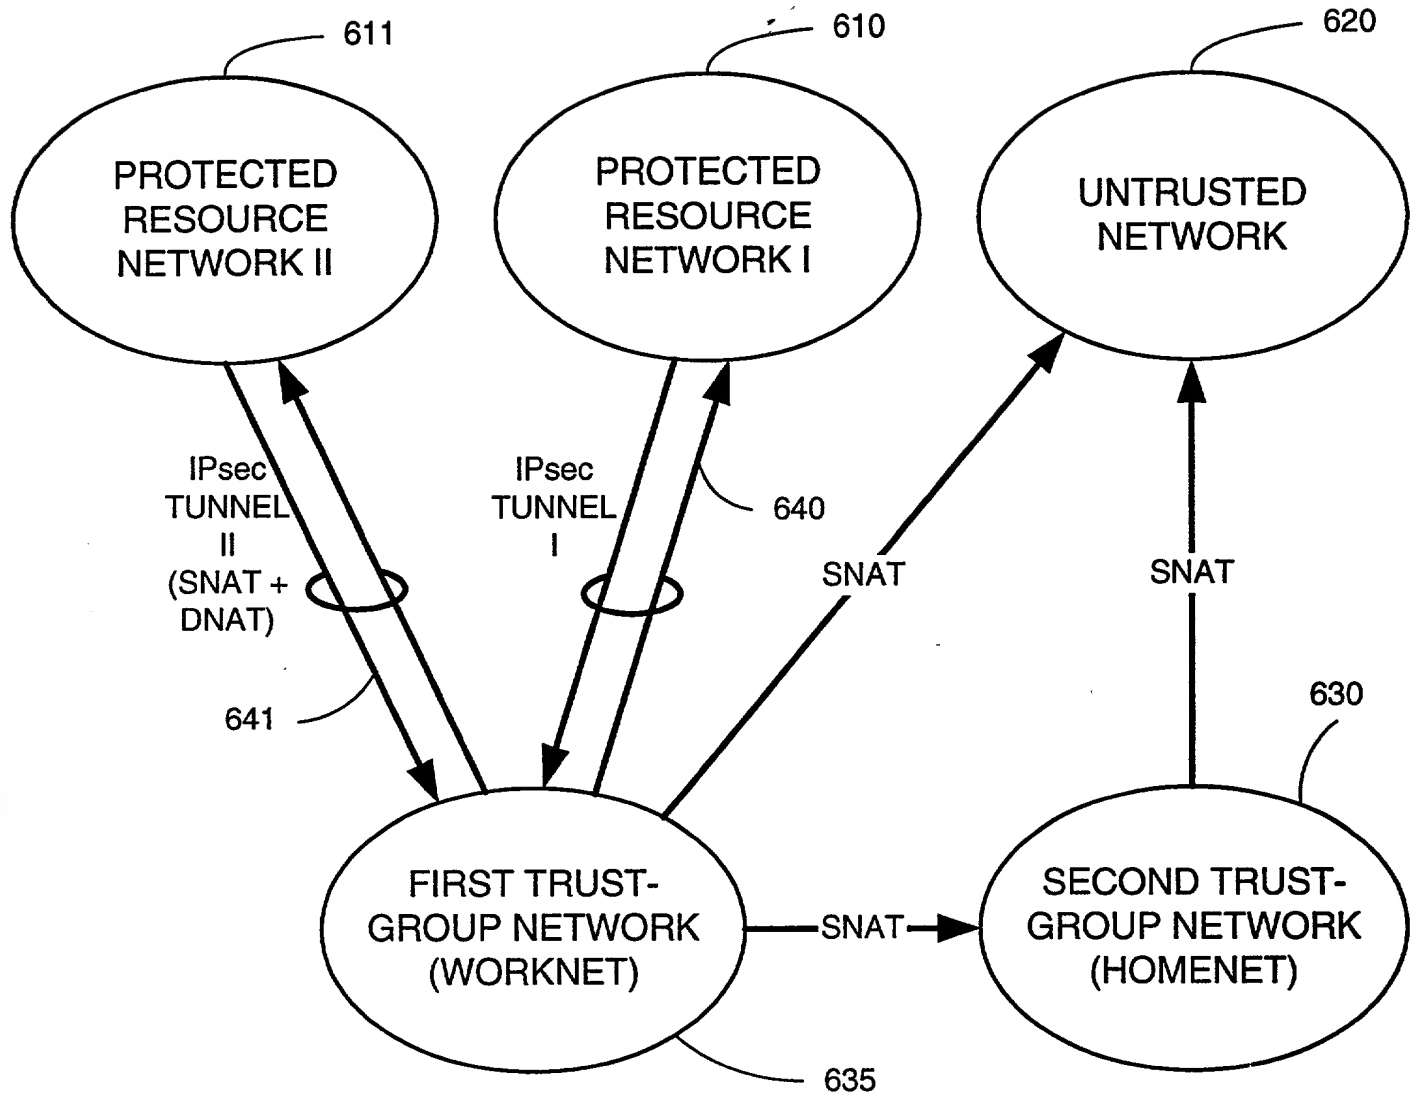 611
610
620
PROTECTED
RESOURCE
NETWORK II
PROTECTED
RESOURCE
NETWORK I
UNTRUSTED
NETWORK
IPsec
TUNNEL
II
(SNAT +
DNAT)
IPsec
TUNNEL
I
640
SNAT
SNAT
641
630
FIRST TRUST-
GROUP NETWORK
(WORKNET)
SNAT
SECOND TRUST-
GROUP NETWORK
(HOMENET)
635